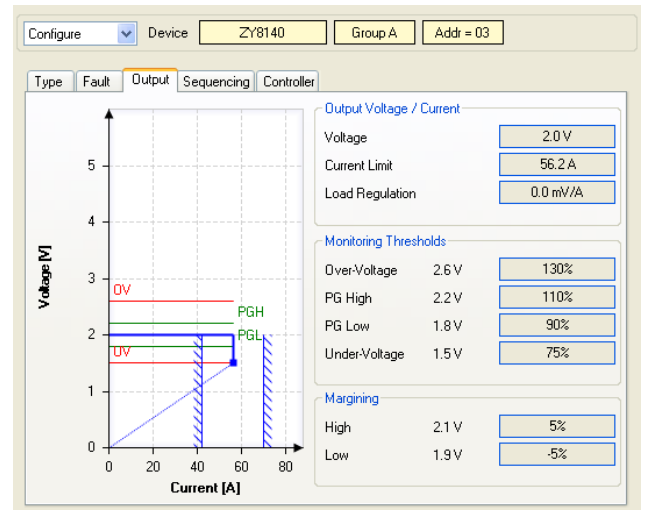 Configure Device ZY8140 Group A Addr = 03
Type Fault Output Sequencing Controller
Output Voltage / Current
Voltage 2.0 V
Current Limit 56.2 A
Load Regulation 0.0 mV/A
Monitoring Thresholds
Over-Voltage 2.6 V 130%
PG High 2.2 V 110%
PG Low 1.8 V 90%
Under-Voltage 1.5 V 75%
Margining
High 2.1 V 5%
Low 1.9 V -5%
Voltage [V]
5
4
3
2
1
0
OV
PGH
PGL
OV
0 20 40 60 80
Current [A]